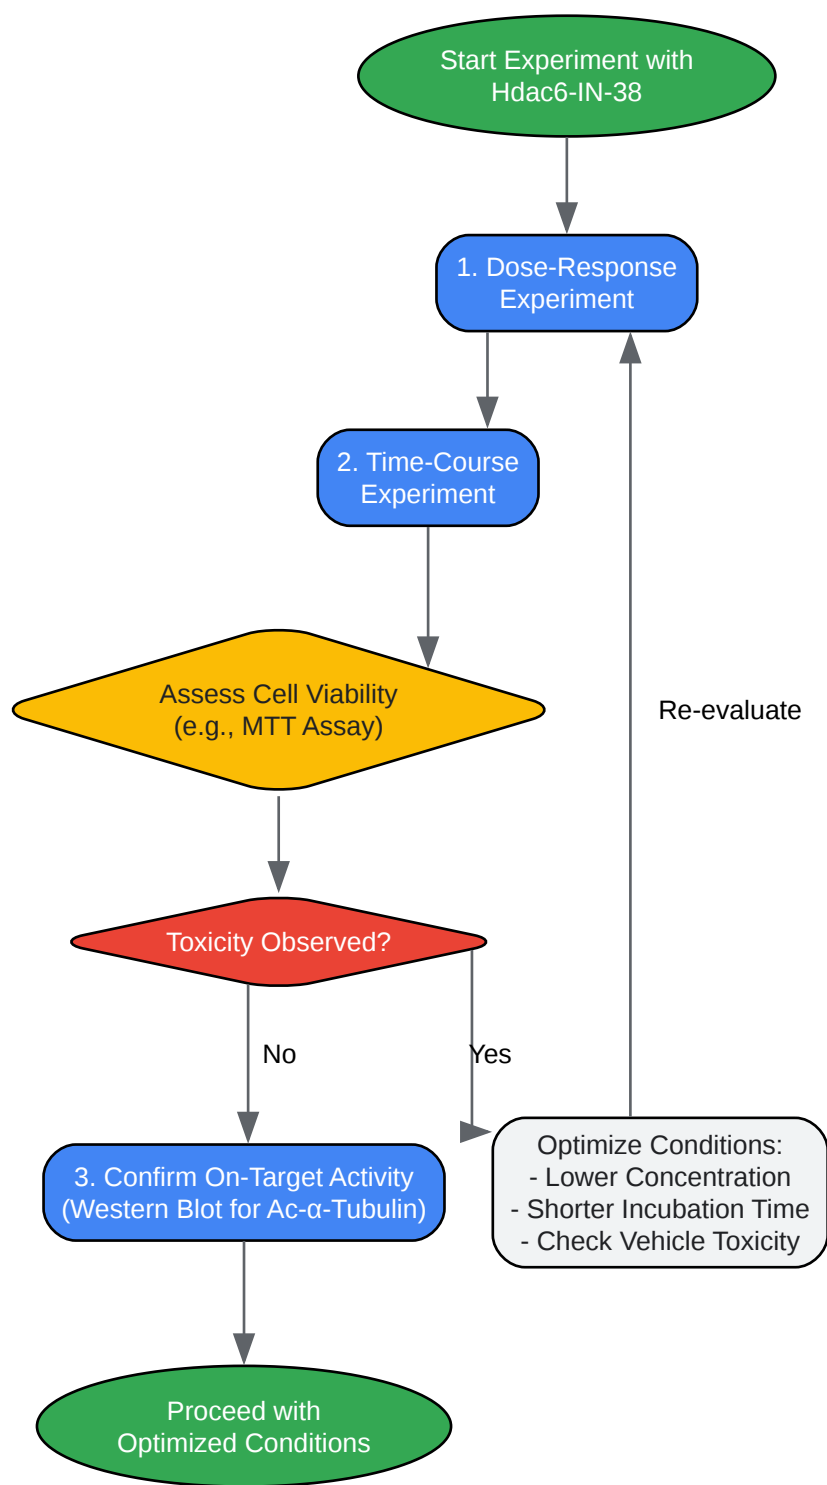 Start Experiment with
Hdac6-IN-38
1. Dose-Response
Experiment
2. Time-Course
Experiment
Assess Cell Viability
(e.g., MTT Assay)
Re-evaluate
Toxicity Observed?
No
Yes
3. Confirm On-Target Activity
(Western Blot for Ac-α-Tubulin)
Optimize Conditions:
- Lower Concentration
- Shorter Incubation Time
- Check Vehicle Toxicity
Proceed with
Optimized Conditions